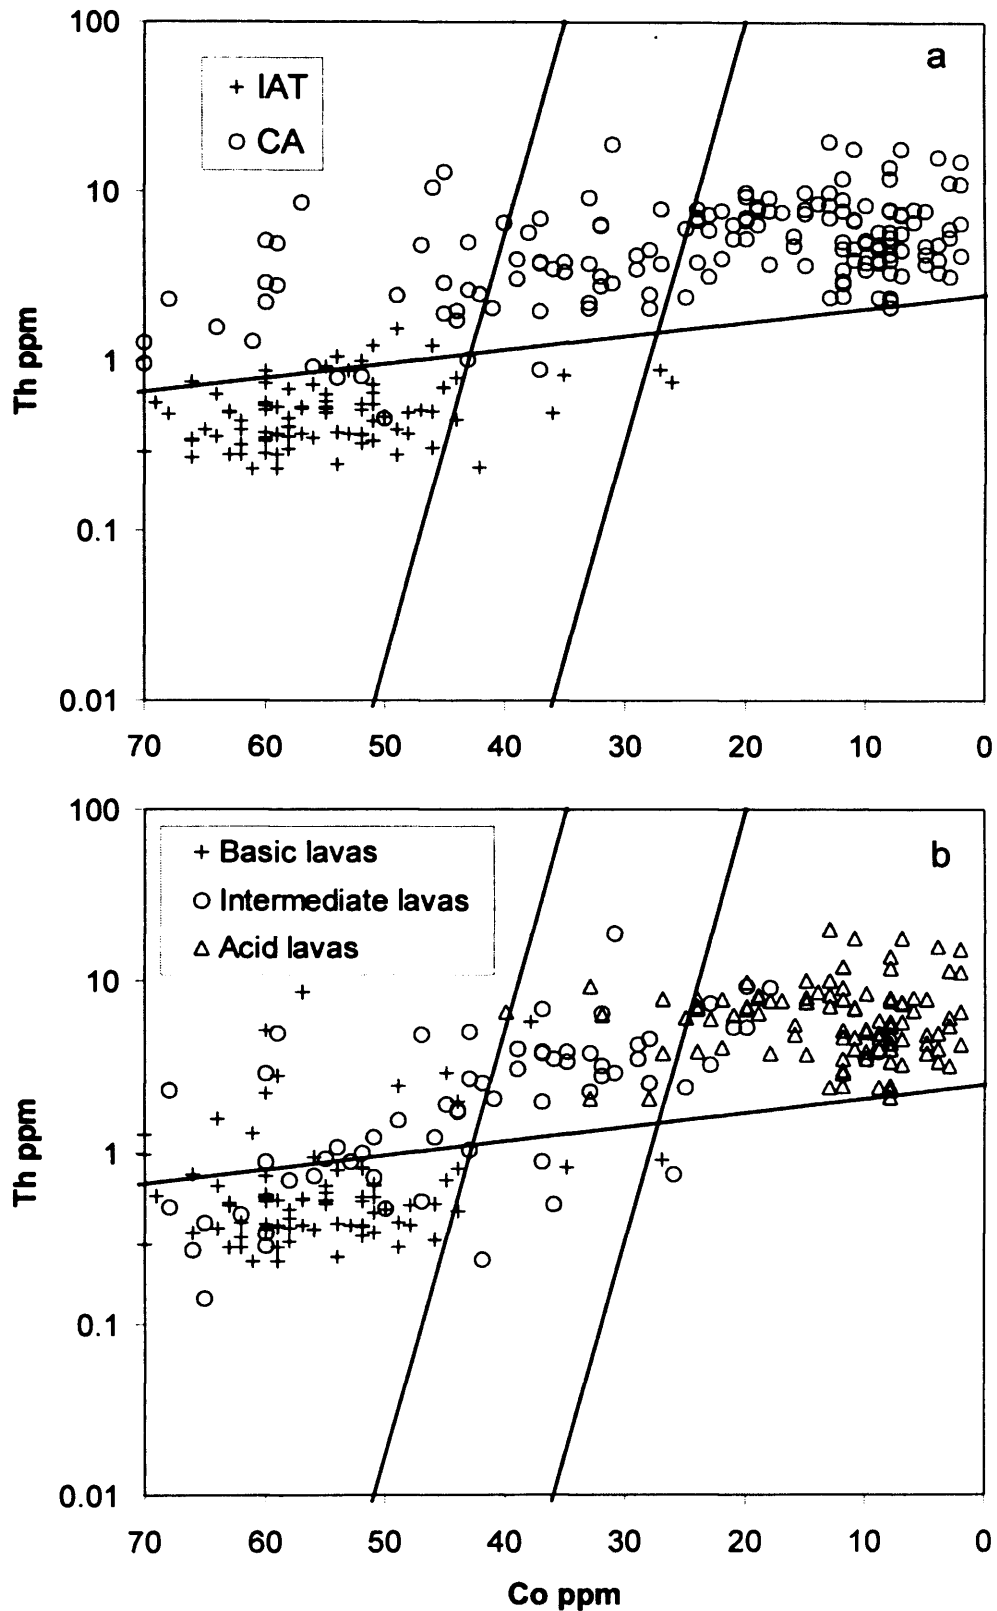 100
a
+ IAT
○ CA
10
1
Th ppm
0.1
0.01
70 60 50 40 30 20 10 0
100
b
+ Basic lavas
○ Intermediate lavas
△ Acid lavas
10
1
Th ppm
0.1
0.01
70 60 50 40 30 20 10 0
Co ppm